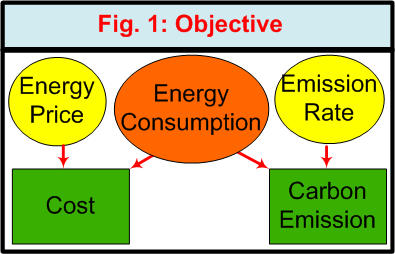 Fig. 1: Objective
Energy
Price
Energy
Consumption
Emission
Rate
Cost
Carbon
Emission